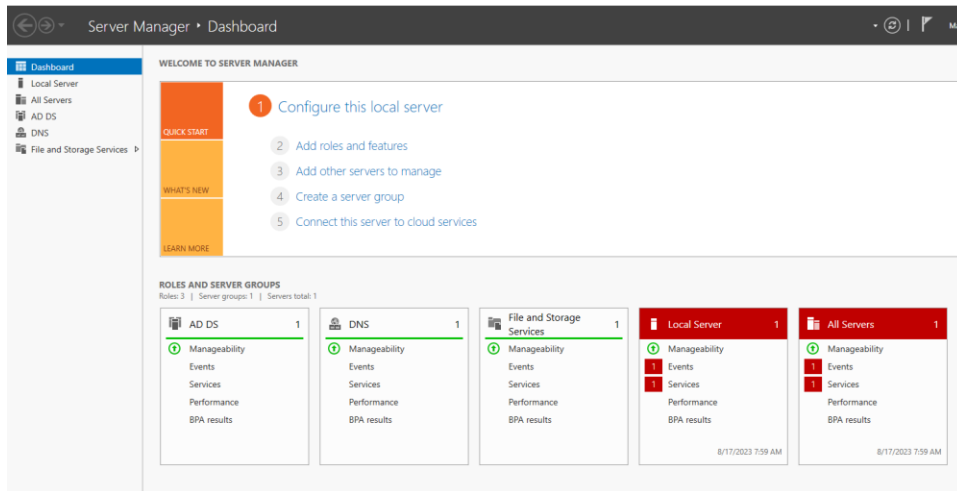 Server Manager • Dashboard
Dashboard
Local Server
All Servers
AD DS
DNS
File and Storage Services
WELCOME TO SERVER MANAGER
QUICK START
WHAT'S NEW
LEARN MORE
1 Configure this local server
2 Add roles and features
3 Add other servers to manage
4 Create a server group
5 Connect this server to cloud services
ROLES AND SERVER GROUPS
Roles: 3 | Server groups: 1 | Servers total: 1
AD DS 1
Manageability
Events
Services
Performance
BPA results
DNS 1
Manageability
Events
Services
Performance
BPA results
File and Storage
Services 1
Manageability
Events
Services
Performance
BPA results
Local Server 1
Manageability
1 Events
1 Services
Performance
BPA results
8/17/2023 7:59 AM
All Servers 1
Manageability
1 Events
1 Services
Performance
BPA results
8/17/2023 7:59 AM